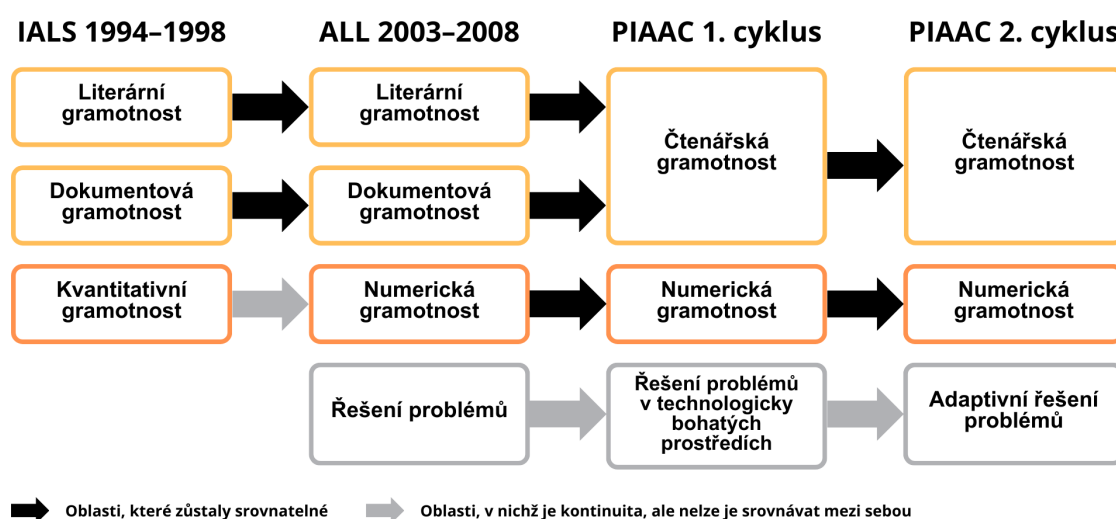 IALS 1994–1998
ALL 2003–2008
PIAAC 1. cyklus
PIAAC 2. cyklus
Literární
gramotnost
Literární
gramotnost
Čtenářská
gramotnost
Čtenářská
gramotnost
Dokumentová
gramotnost
Dokumentová
gramotnost
Kvantitativní
gramotnost
Numerická
gramotnost
Numerická
gramotnost
Numerická
gramotnost
Řešení problémů
Řešení problémů
v technologicky
bohatých
prostředích
Adaptivní řešení
problémů
Oblasti, které zůstaly srovnatelné
Oblasti, v nichž je kontinuita, ale nelze je srovnávat mezi sebou